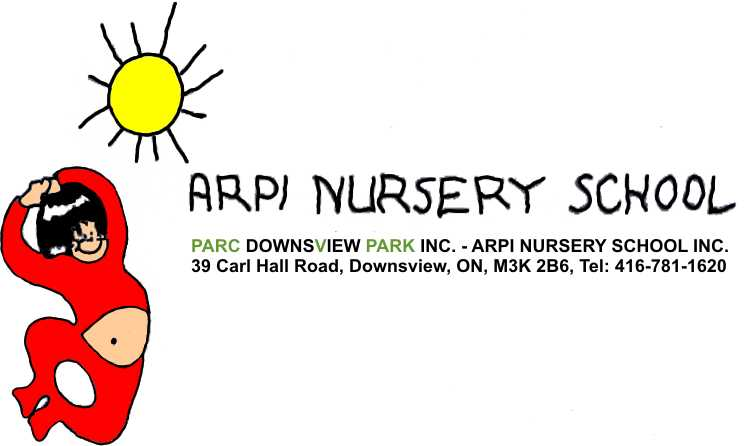 ARPI NURSERY SCHOOL
PARC DOWNSVIEW PARK INC. - ARPI NURSERY SCHOOL INC.
39 Carl Hall Road, Downsview, ON, M3K 2B6, Tel: 416-781-1620